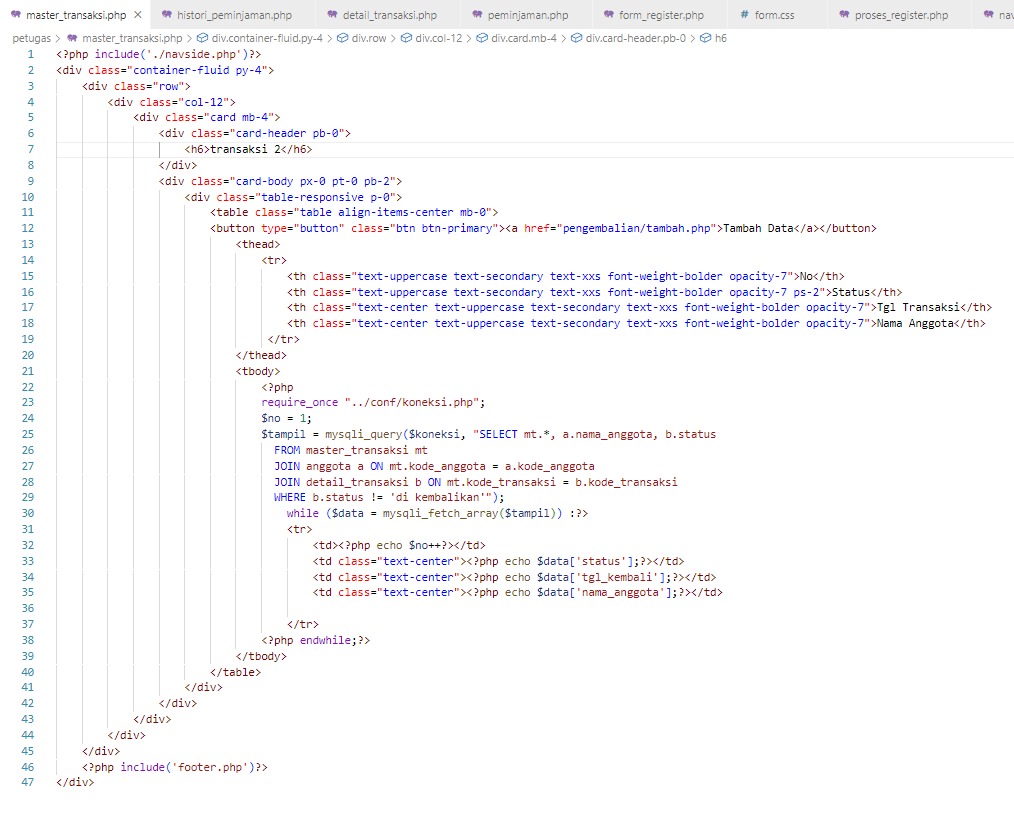 master_transaksi.php × histori_peminjaman.php detail_transaksi.php peminjaman.php form_register.php # form.css proses_register.php nav
petugas > master_transaksi.php > div.container-fluid.py-4 > div.row > div.col-12 > div.card.mb-4 > div.card-header.pb-0 > h6
1 <?php include('./navside.php')?>
2 <div class="container-fluid py-4">
3 <div class="row">
4 <div class="col-12">
5 <div class="card mb-4">
6 <div class="card-header pb-0">
7 <h6>transaksi 2</h6>
8 </div>
9 <div class="card-body px-0 pt-0 pb-2">
10 <div class="table-responsive p-0">
11 <table class="table align-items-center mb-0">
12 <button type="button" class="btn btn-primary"><a href="pengembalian/tambah.php">Tambah Data</a></button>
13 <thead>
14 <tr>
15 <th class="text-uppercase text-secondary text-xxs font-weight-bolder opacity-7">No</th>
16 <th class="text-uppercase text-secondary text-xxs font-weight-bolder opacity-7 ps-2">Status</th>
17 <th class="text-center text-uppercase text-secondary text-xxs font-weight-bolder opacity-7">Tgl Transaksi</th>
18 <th class="text-center text-uppercase text-secondary text-xxs font-weight-bolder opacity-7">Nama Anggota</th>
19 </tr>
20 </thead>
21 <tbody>
22 <?php
23 require_once "../conf/koneksi.php";
24 $no = 1;
25 $tampil = mysqli_query($koneksi, "SELECT mt.*, a.nama_anggota, b.status
26 FROM master_transaksi mt
27 JOIN anggota a ON mt.kode_anggota = a.kode_anggota
28 JOIN detail_transaksi b ON mt.kode_transaksi = b.kode_transaksi
29 WHERE b.status != 'di kembalikan'");
30 while ($data = mysqli_fetch_array($tampil)) :?>
31 <tr>
32 <td><?php echo $no++?></td>
33 <td class="text-center"><?php echo $data['status'];?></td>
34 <td class="text-center"><?php echo $data['tgl_kembali'];?></td>
35 <td class="text-center"><?php echo $data['nama_anggota'];?></td>
36
37 </tr>
38 <?php endwhile;?>
39 </tbody>
40 </table>
41 </div>
42 </div>
43 </div>
44 </div>
45 </div>
46 <?php include('footer.php')?>
47 </div>